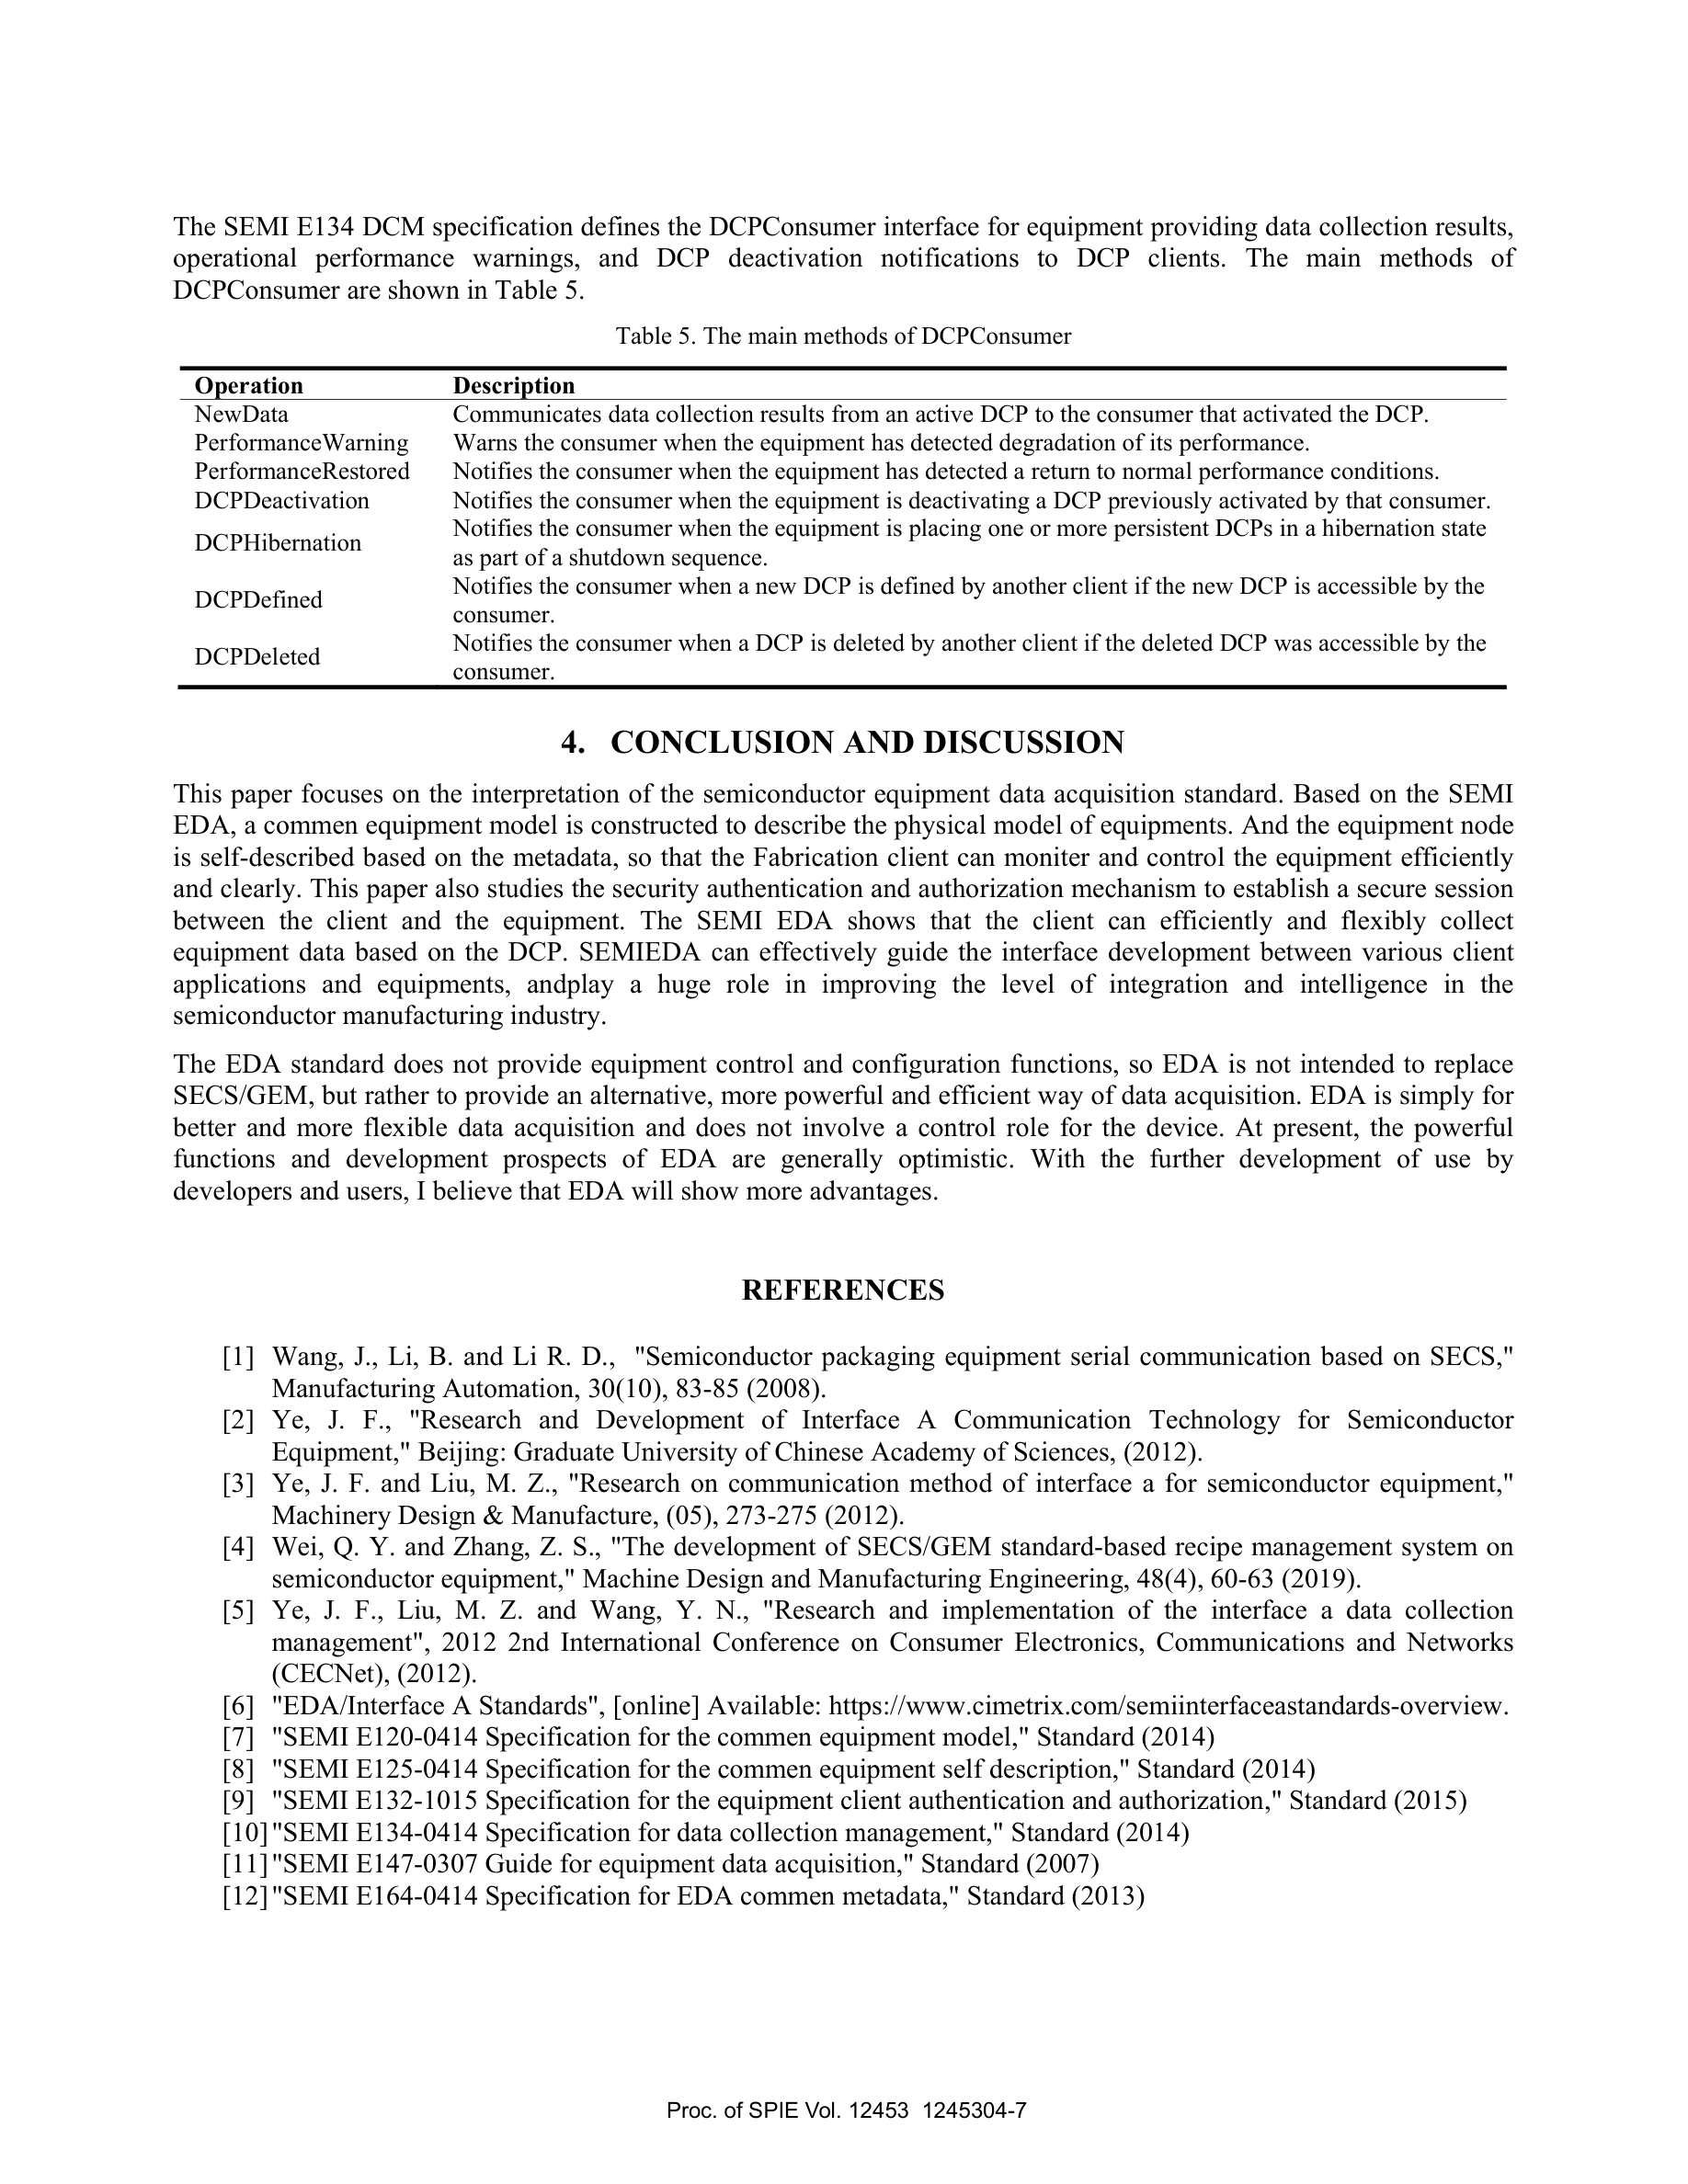 The SEMI E134 DCM specification defines the DCPConsumer interface for equipment providing data collection results,
operational performance warnings, and DCP deactivation notifications to DCP clients. The main methods of
DCPConsumer are shown in Table 5.
Table 5. The main methods of DCPConsumer
Operation Description
NewData Communicates data collection results from an active DCP to the consumer that activated the DCP.
PerformanceWarning Warns the consumer when the equipment has detected degradation of its performance.
PerformanceRestored Notifies the consumer when the equipment has detected a return to normal performance conditions.
DCPDeactivation Notifies the consumer when the equipment is deactivating a DCP previously activated by that consumer.
DCPHibernation Notifies the consumer when the equipment is placing one or more persistent DCPs in a hibernation state
as part of a shutdown sequence.
DCPDefined Notifies the consumer when a new DCP is defined by another client if the new DCP is accessible by the
consumer.
DCPDeleted Notifies the consumer when a DCP is deleted by another client if the deleted DCP was accessible by the
consumer.
4. CONCLUSION AND DISCUSSION
This paper focuses on the interpretation of the semiconductor equipment data acquisition standard. Based on the SEMI
EDA, a commen equipment model is constructed to describe the physical model of equipments. And the equipment node
is self-described based on the metadata, so that the Fabrication client can moniter and control the equipment efficiently
and clearly. This paper also studies the security authentication and authorization mechanism to establish a secure session
between the client and the equipment. The SEMI EDA shows that the client can efficiently and flexibly collect
equipment data based on the DCP. SEMIEDA can effectively guide the interface development between various client
applications and equipments, andplay a huge role in improving the level of integration and intelligence in the
semiconductor manufacturing industry.
The EDA standard does not provide equipment control and configuration functions, so EDA is not intended to replace
SECS/GEM, but rather to provide an alternative, more powerful and efficient way of data acquisition. EDA is simply for
better and more flexible data acquisition and does not involve a control role for the device. At present, the powerful
functions and development prospects of EDA are generally optimistic. With the further development of use by
developers and users, I believe that EDA will show more advantages.
REFERENCES
[1] Wang, J., Li, B. and Li R. D., "Semiconductor packaging equipment serial communication based on SECS,"
Manufacturing Automation, 30(10), 83-85 (2008).
[2] Ye, J. F., "Research and Development of Interface A Communication Technology for Semiconductor
Equipment," Beijing: Graduate University of Chinese Academy of Sciences, (2012).
[3] Ye, J. F. and Liu, M. Z., "Research on communication method of interface a for semiconductor equipment,"
Machinery Design & Manufacture, (05), 273-275 (2012).
[4] Wei, Q. Y. and Zhang, Z. S., "The development of SECS/GEM standard-based recipe management system on
semiconductor equipment," Machine Design and Manufacturing Engineering, 48(4), 60-63 (2019).
[5] Ye, J. F., Liu, M. Z. and Wang, Y. N., "Research and implementation of the interface a data collection
management", 2012 2nd International Conference on Consumer Electronics, Communications and Networks
(CECNet), (2012).
[6] "EDA/Interface A Standards", [online] Available: https://www.cimetrix.com/semiinterfaceastandards-overview.
[7] "SEMI E120-0414 Specification for the commen equipment model," Standard (2014)
[8] "SEMI E125-0414 Specification for the commen equipment self description," Standard (2014)
[9] "SEMI E132-1015 Specification for the equipment client authentication and authorization," Standard (2015)
[10] "SEMI E134-0414 Specification for data collection management," Standard (2014)
[11] "SEMI E147-0307 Guide for equipment data acquisition," Standard (2007)
[12] "SEMI E164-0414 Specification for EDA commen metadata," Standard (2013)
Proc. of SPIE Vol. 12453 1245304-7